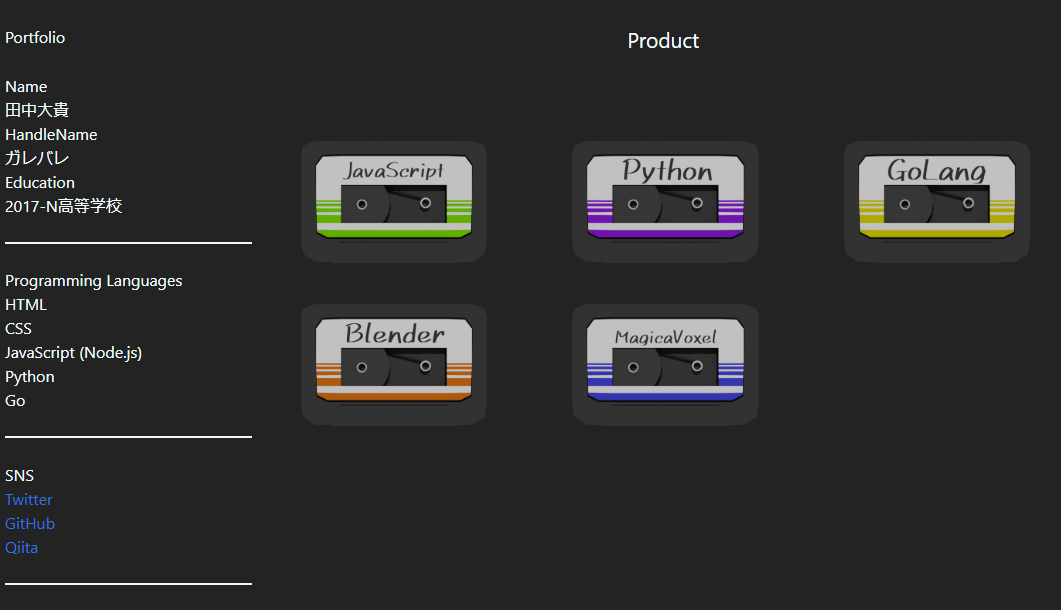 Portfolio
Name
田中大貴
HandleName
ガレバレ
Education
2017-N高等学校
Programming Languages
HTML
CSS
JavaScript (Node.js)
Python
Go
SNS
Twitter
GitHub
Qiita
Product
JavaScript
Python
GoLang
Blender
MagicaVoxel